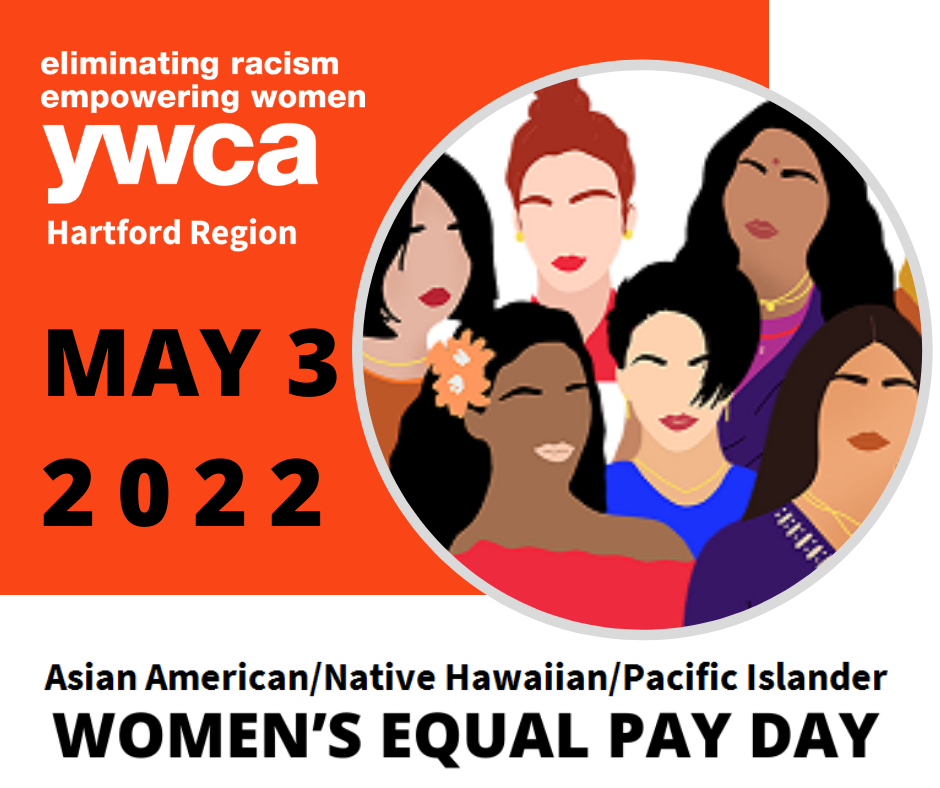 eliminating racism
empowering women
ywca
Hartford Region
MAY 3
2022
Asian American/Native Hawaiian/Pacific Islander
WOMEN’S EQUAL PAY DAY